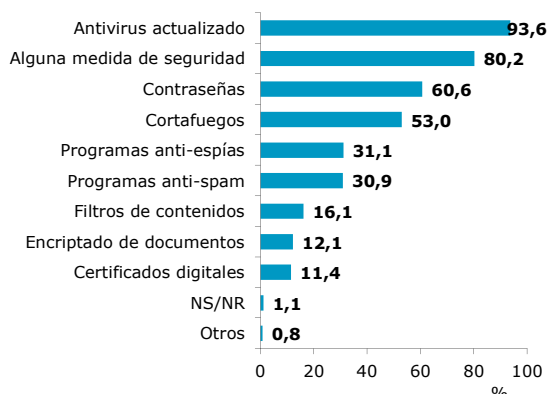 Antivirus actualizado 93,6
Alguna medida de seguridad 80,2
Contraseñas 60,6
Cortafuegos 53,0
Programas anti-espías 31,1
Programas anti-spam 30,9
Filtros de contenidos 16,1
Encriptado de documentos 12,1
Certificados digitales 11,4
NS/NR 1,1
Otros 0,8
0 20 40 60 80 100
%